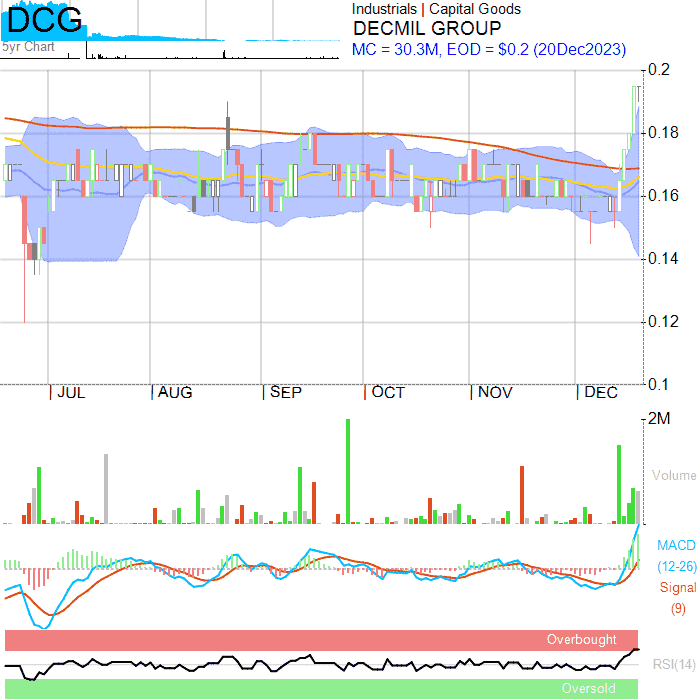 DCG
5yr Chart
Industrials | Capital Goods
DECMIL GROUP
MC = 30.3M, EOD = $0.2 (20Dec2023)
0.2
0.18
0.16
0.14
0.12
0.1
JUL AUG SEP OCT NOV DEC
2M
Volume
MACD
(12-26)
Signal
(9)
Overbought
RSI(14)
Oversold